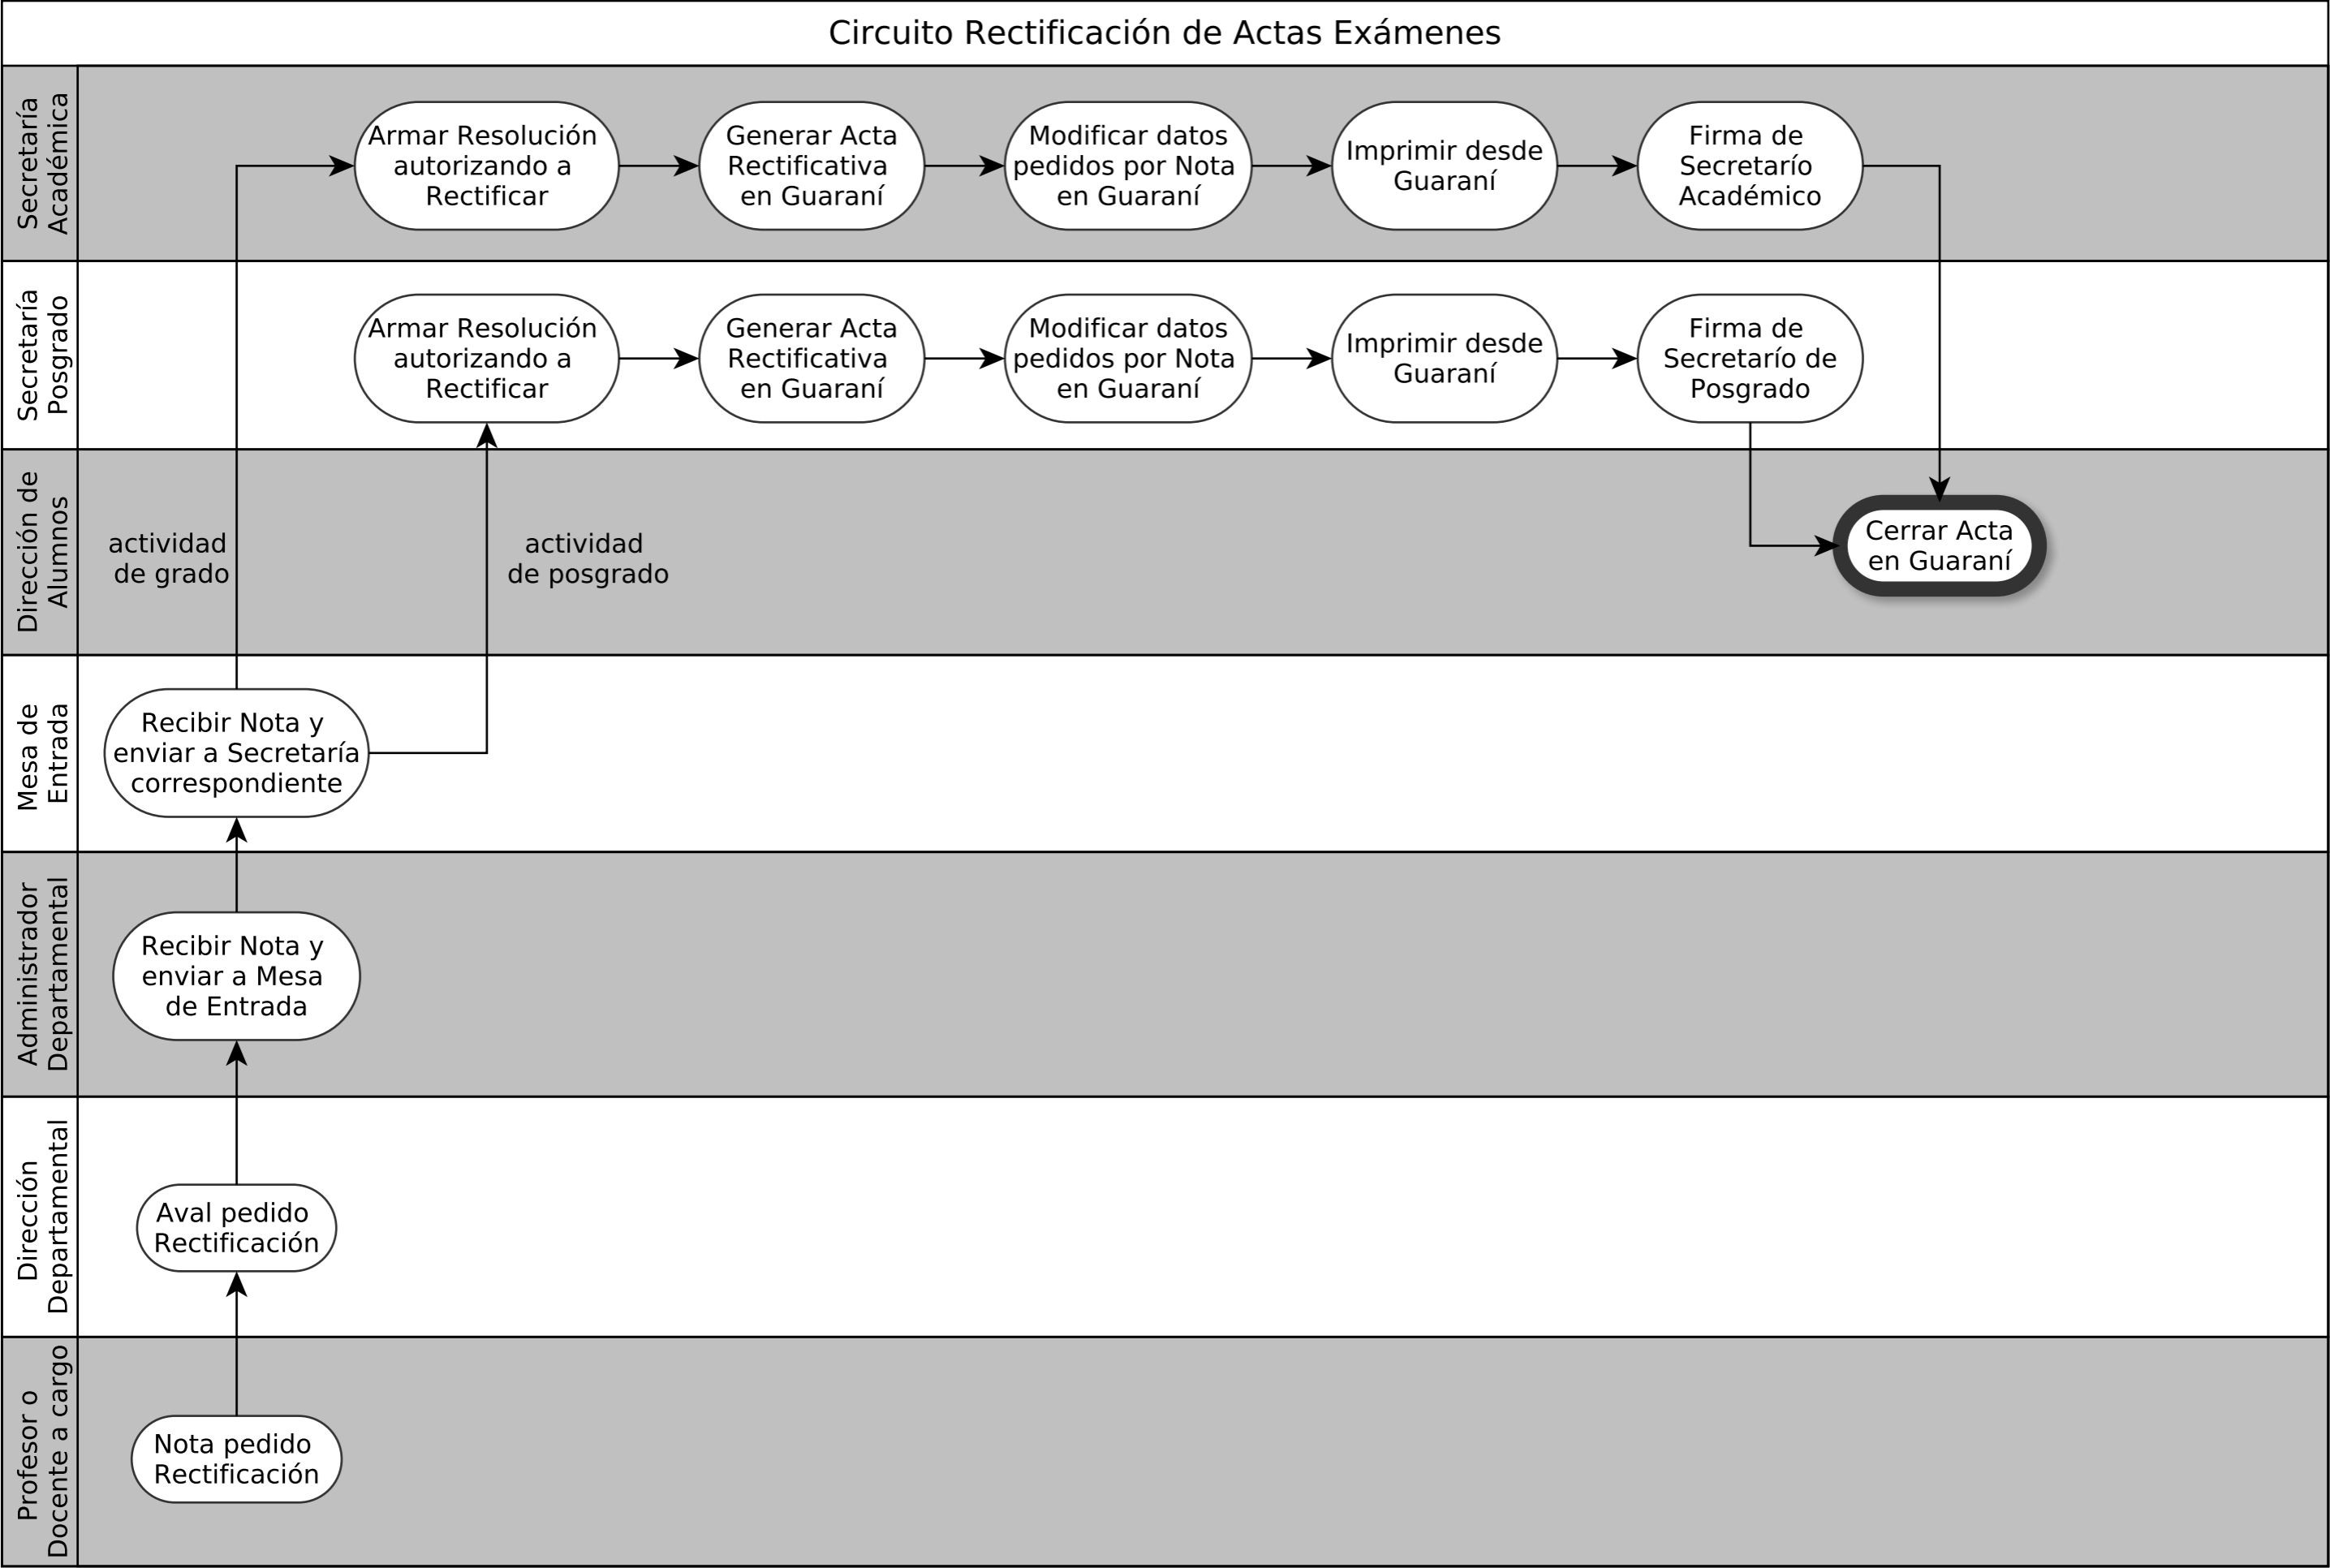 Circuito Rectificación de Actas Exámenes
Secretaría
Académica
Armar Resolución
autorizando a
Rectificar
Generar Acta
Rectificativa
en Guaraní
Modificar datos
pedidos por Nota
en Guaraní
Imprimir desde
Guaraní
Firma de
Secretarío
Académico
Secretaría
Posgrado
Armar Resolución
autorizando a
Rectificar
Generar Acta
Rectificativa
en Guaraní
Modificar datos
pedidos por Nota
en Guaraní
Imprimir desde
Guaraní
Firma de
Secretarío de
Posgrado
Dirección de
Alumnos
actividad
de grado
actividad
de posgrado
Cerrar Acta
en Guaraní
Mesa de
Entrada
Recibir Nota y
enviar a Secretaría
correspondiente
Administrador
Departamental
Recibir Nota y
enviar a Mesa
de Entrada
Dirección
Departamental
Aval pedido
Rectificación
Profesor o
Docente a cargo
Nota pedido
Rectificación